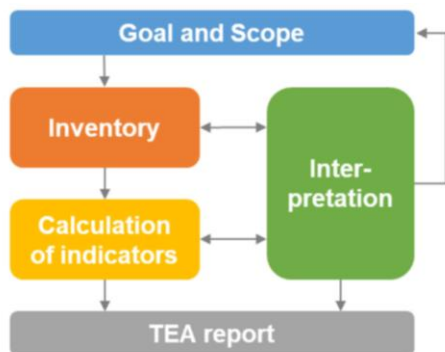 Goal and Scope
Inventory
Inter-
pretation
Calculation
of indicators
TEA report